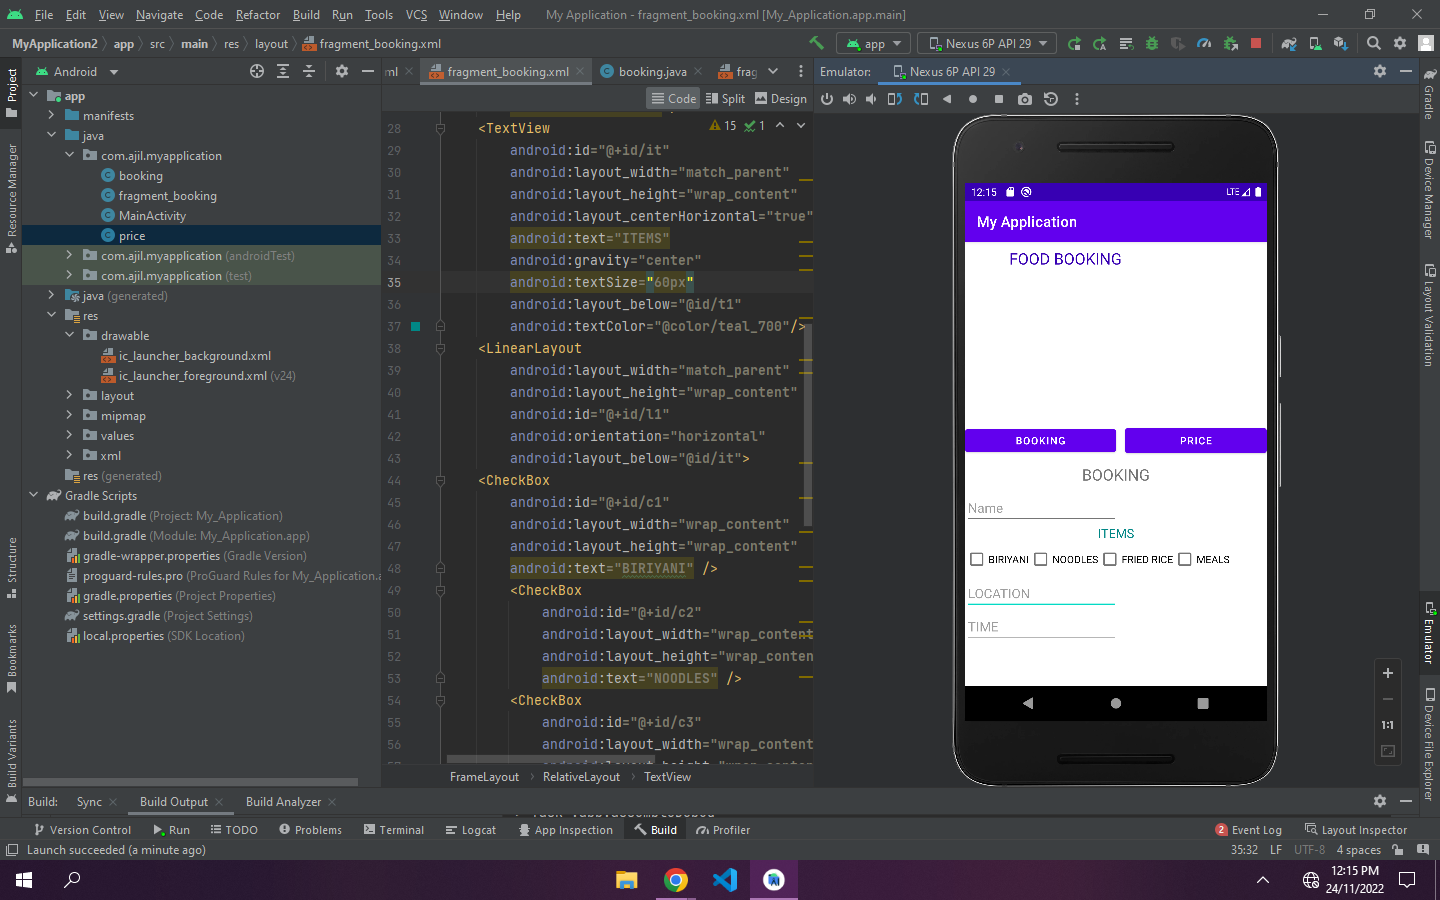 File Edit View Navigate Code Refactor Build Run Tools VCS Window Help My Application - fragment_booking.xml [My_Application.app.main]
MyApplication2 app src main res layout fragment_booking.xml app Nexus 6P API 29
Android
ml fragment_booking.xml booking.java frag
Emulator: Nexus 6P API 29
Code Split Design
Project
Resource Manager
Structure
Bookmarks
Build Variants
app
manifests
java
com.ajil.myapplication
booking
fragment_booking
MainActivity
price
com.ajil.myapplication (androidTest)
com.ajil.myapplication (test)
java (generated)
res
drawable
ic_launcher_background.xml
ic_launcher_foreground.xml (v24)
layout
mipmap
values
xml
res (generated)
Gradle Scripts
build.gradle (Project: My_Application)
build.gradle (Module: My_Application.app)
gradle-wrapper.properties (Gradle Version)
proguard-rules.pro (ProGuard Rules for My_Application.a
gradle.properties (Project Properties)
settings.gradle (Project Settings)
local.properties (SDK Location)
15 1
28 <TextView
29 android:id="@+id/it"
30 android:layout_width="match_parent"
31 android:layout_height="wrap_content"
32 android:layout_centerHorizontal="true"
33 android:text="ITEMS"
34 android:gravity="center"
35 android:textSize="60px"
36 android:layout_below="@id/t1"
37 android:textColor="@color/teal_700"/>
38 <LinearLayout
39 android:layout_width="match_parent"
40 android:layout_height="wrap_content"
41 android:id="@+id/l1"
42 android:orientation="horizontal"
43 android:layout_below="@id/it">
44 <CheckBox
45 android:id="@+id/c1"
46 android:layout_width="wrap_content"
47 android:layout_height="wrap_content"
48 android:text="BIRIYANI" />
49 <CheckBox
50 android:id="@+id/c2"
51 android:layout_width="wrap_content
52 android:layout_height="wrap_conten
53 android:text="NOODLES" />
54 <CheckBox
55 android:id="@+id/c3"
56 android:layout_width="wrap_content
FrameLayout RelativeLayout TextView
12:15 LTE
My Application
FOOD BOOKING
BOOKING PRICE
BOOKING
Name
ITEMS
BIRIYANI NOODLES FRIED RICE MEALS
LOCATION
TIME
1:1
Gradle
Device Manager
Layout Validation
Emulator
Device File Explorer
Build: Sync Build Output Build Analyzer
Version Control Run TODO Problems Terminal Logcat App Inspection Build Profiler 2 Event Log Layout Inspector
Launch succeeded (a minute ago) 35:32 LF UTF-8 4 spaces
12:15 PM
24/11/2022